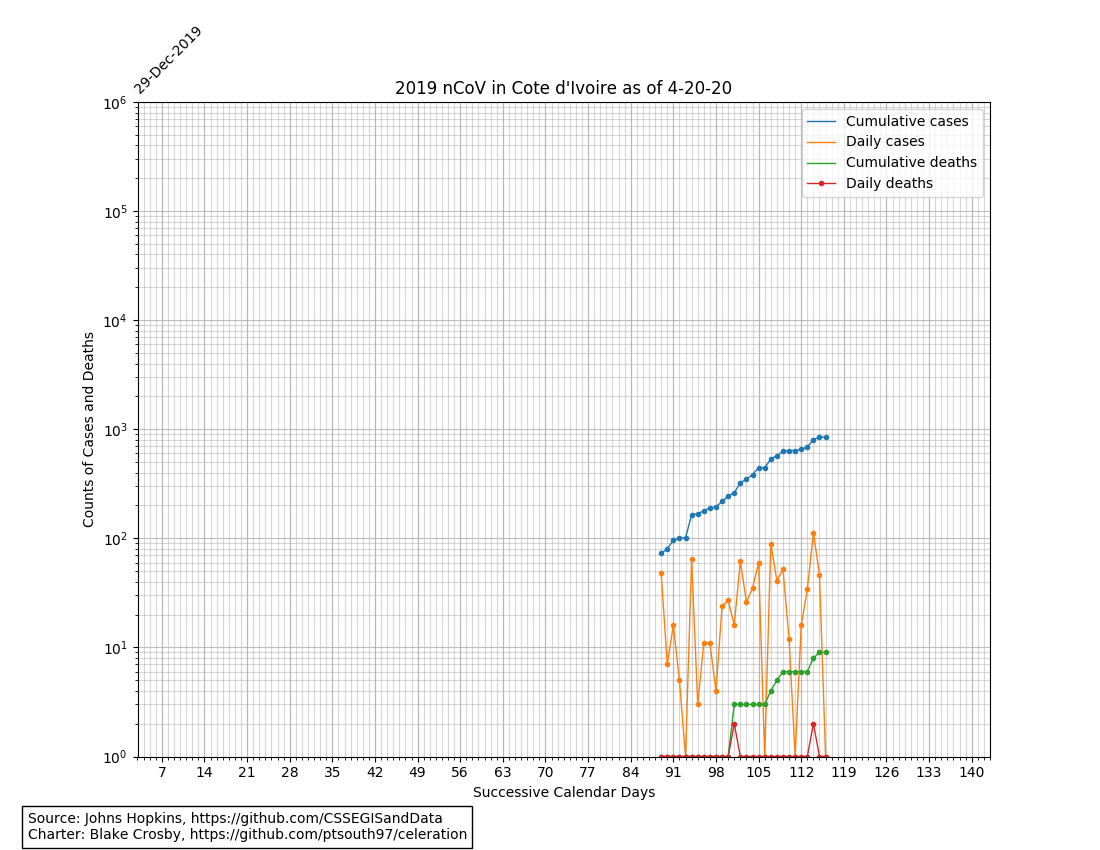 29-Dec-2019
2019 nCoV in Cote d'Ivoire as of 4-20-20
Cumulative cases
Daily cases
Cumulative deaths
Daily deaths
Counts of Cases and Deaths
10^6
10^5
10^4
10^3
10^2
10^1
10^0
7 14 21 28 35 42 49 56 63 70 77 84 91 98 105 112 119 126 133 140
Successive Calendar Days
Source: Johns Hopkins, https://github.com/CSSEGISandData
Charter: Blake Crosby, https://github.com/ptsouth97/celeration